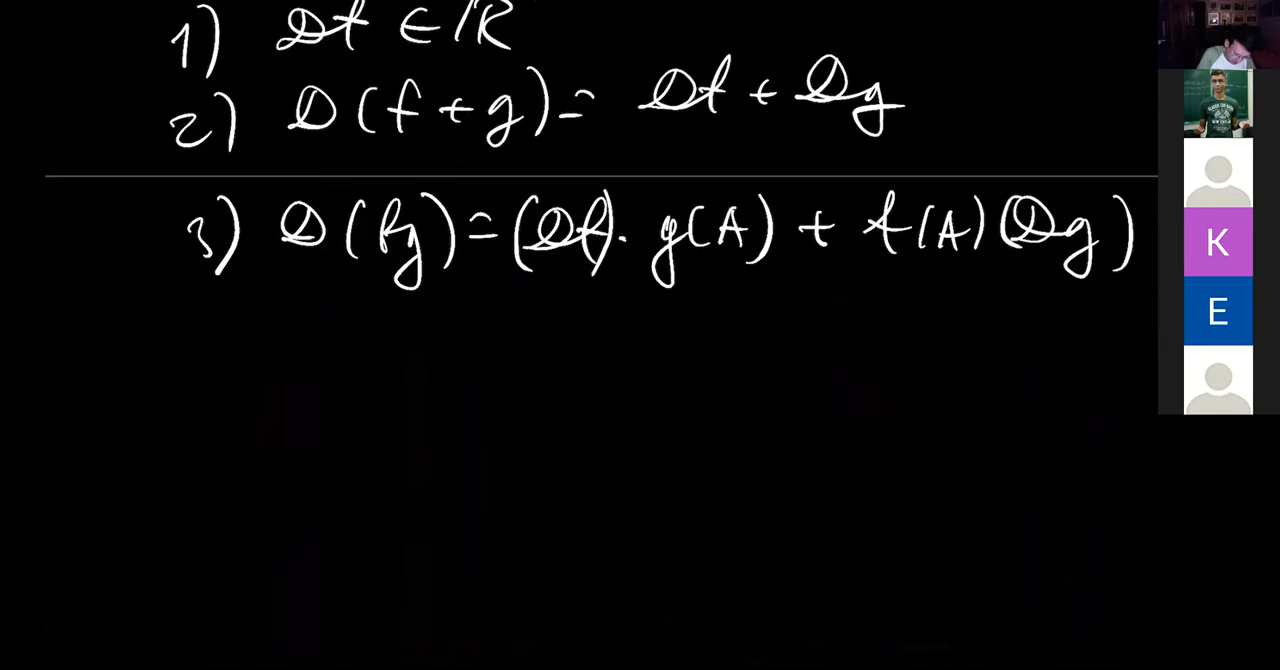 1) Df ∈ ℝ
2) D(f + g) = Df + Dg
3) D(fg) = (Df) · g(A) + f(A)(Dg)
K
E